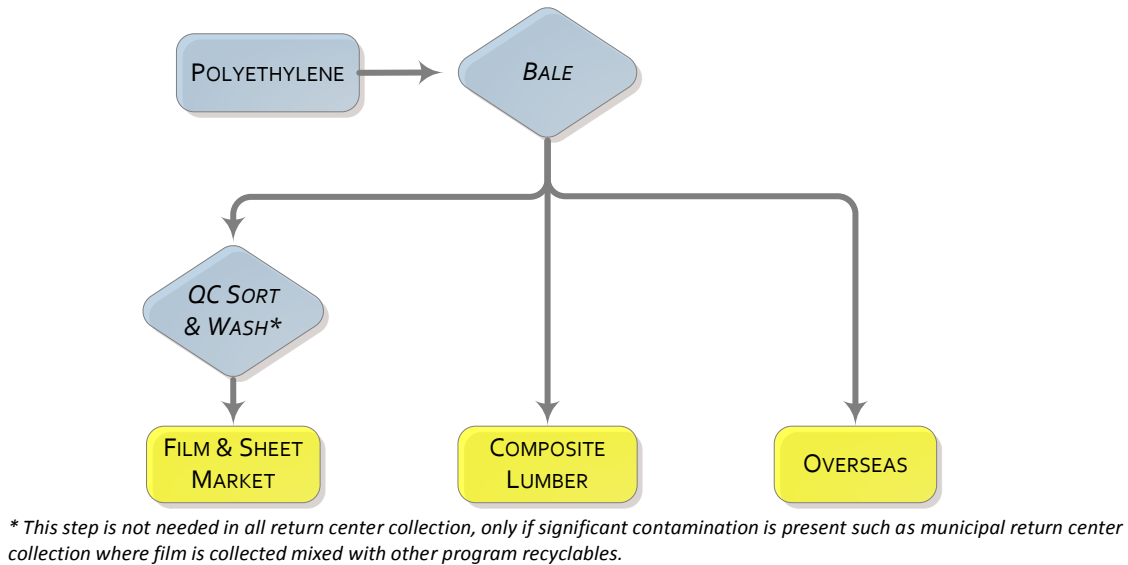 POLYETHYLENE
BALE
QC SORT
& WASH*
FILM & SHEET
MARKET
COMPOSITE
LUMBER
OVERSEAS
* This step is not needed in all return center collection, only if significant contamination is present such as municipal return center
collection where film is collected mixed with other program recyclables.